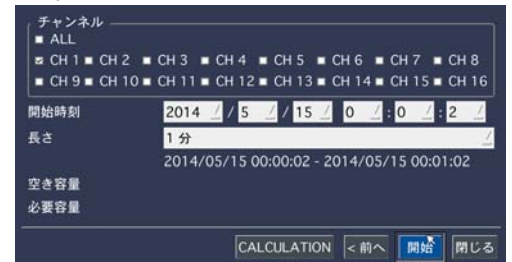 チャンネル
ALL
CH 1 CH 2 CH 3 CH 4 CH 5 CH 6 CH 7 CH 8
CH 9 CH 10 CH 11 CH 12 CH 13 CH 14 CH 15 CH 16
開始時刻 2014 / 5 / 15 0 : 0 : 2
長さ 1 分
2014/05/15 00:00:02 - 2014/05/15 00:01:02
空き容量
必要容量
CALCULATION <前へ 開始 閉じる